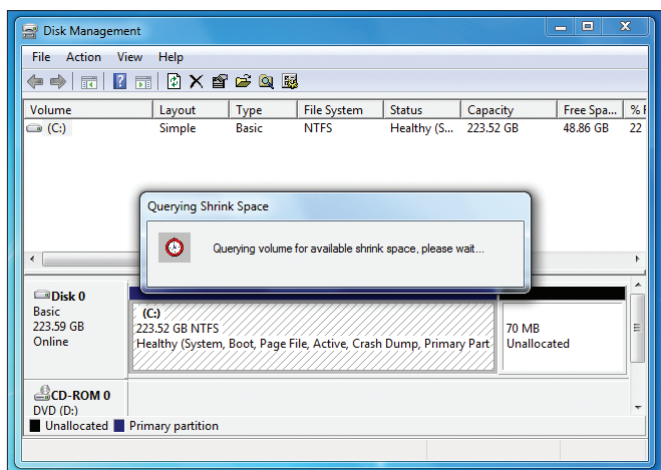 Disk Management
File Action View Help
Volume Layout Type File System Status Capacity Free Spa... % F
(C:) Simple Basic NTFS Healthy (S... 223.52 GB 48.86 GB 22
Querying Shrink Space
Querying volume for available shrink space, please wait...
Disk 0
Basic
223.59 GB
Online
(C:)
223.52 GB NTFS
Healthy (System, Boot, Page File, Active, Crash Dump, Primary Part
70 MB
Unallocated
CD-ROM 0
DVD (D:)
Unallocated Primary partition